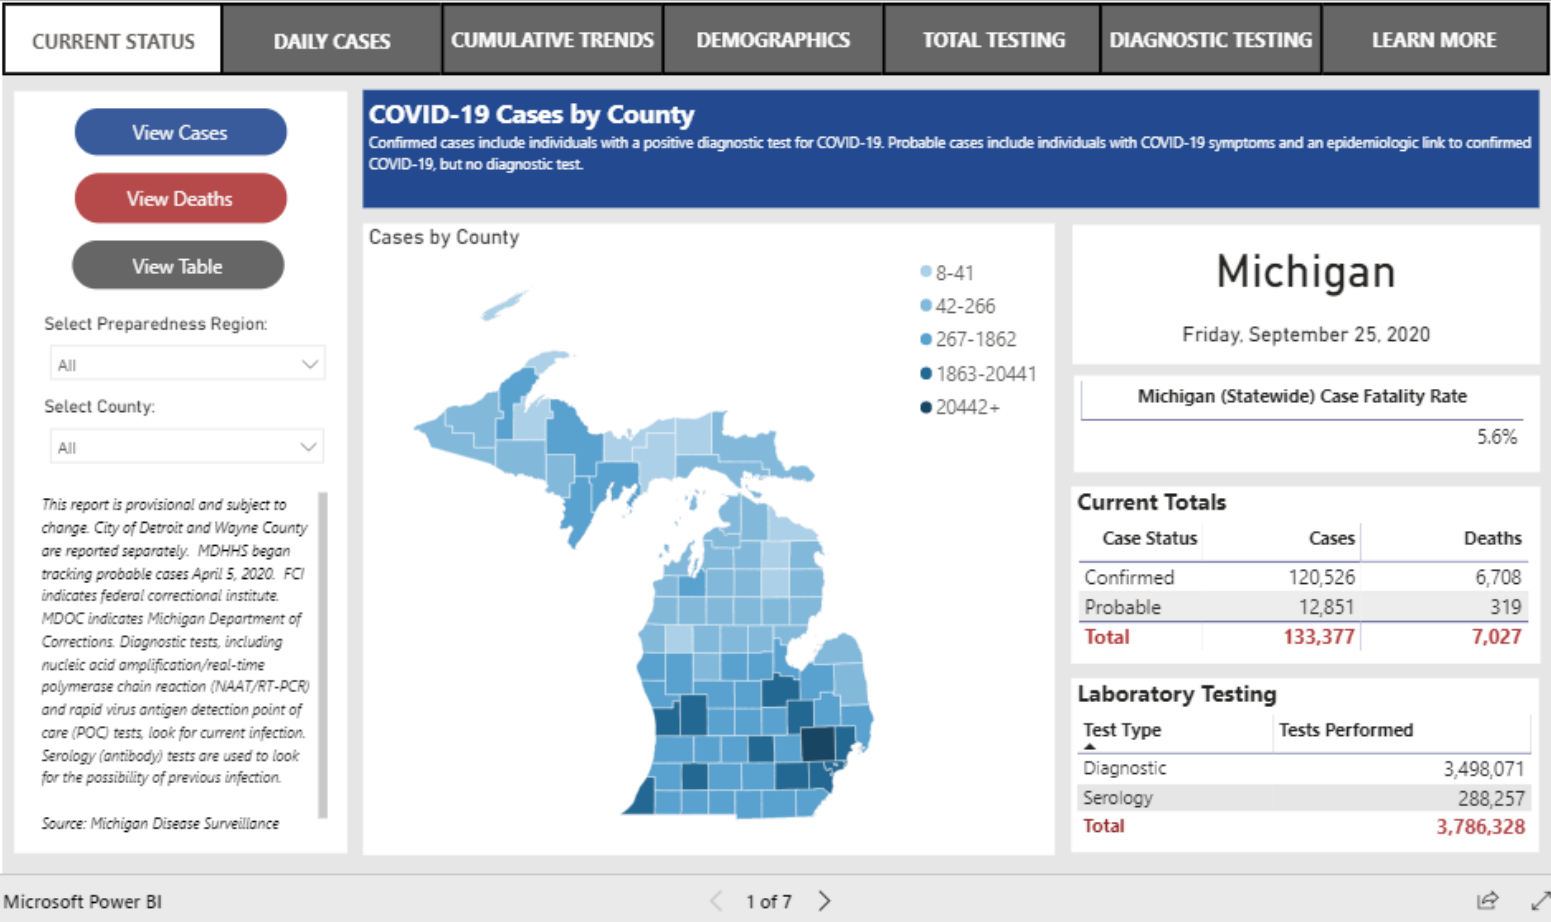 CURRENT STATUS
DAILY CASES
CUMULATIVE TRENDS
DEMOGRAPHICS
TOTAL TESTING
DIAGNOSTIC TESTING
LEARN MORE
View Cases
View Deaths
View Table
Select Preparedness Region:
All
Select County:
All
This report is provisional and subject to
change. City of Detroit and Wayne County
are reported separately. MDHHS began
tracking probable cases April 5, 2020. FCI
indicates federal correctional institute.
MDOC indicates Michigan Department of
Corrections. Diagnostic tests, including
nucleic acid amplification/real-time
polymerase chain reaction (NAAT/RT-PCR)
and rapid virus antigen detection point of
care (POC) tests, look for current infection.
Serology (antibody) tests are used to look
for the possibility of previous infection.
Source: Michigan Disease Surveillance
COVID-19 Cases by County
Confirmed cases include individuals with a positive diagnostic test for COVID-19. Probable cases include individuals with COVID-19 symptoms and an epidemiologic link to confirmed
COVID-19, but no diagnostic test.
Cases by County
8-41
42-266
267-1862
1863-20441
20442+
Michigan
Friday, September 25, 2020
Michigan (Statewide) Case Fatality Rate
5.6%
Current Totals
Case Status Cases Deaths
Confirmed 120,526 6,708
Probable 12,851 319
Total 133,377 7,027
Laboratory Testing
Test Type Tests Performed
Diagnostic 3,498,071
Serology 288,257
Total 3,786,328
Microsoft Power BI
1 of 7